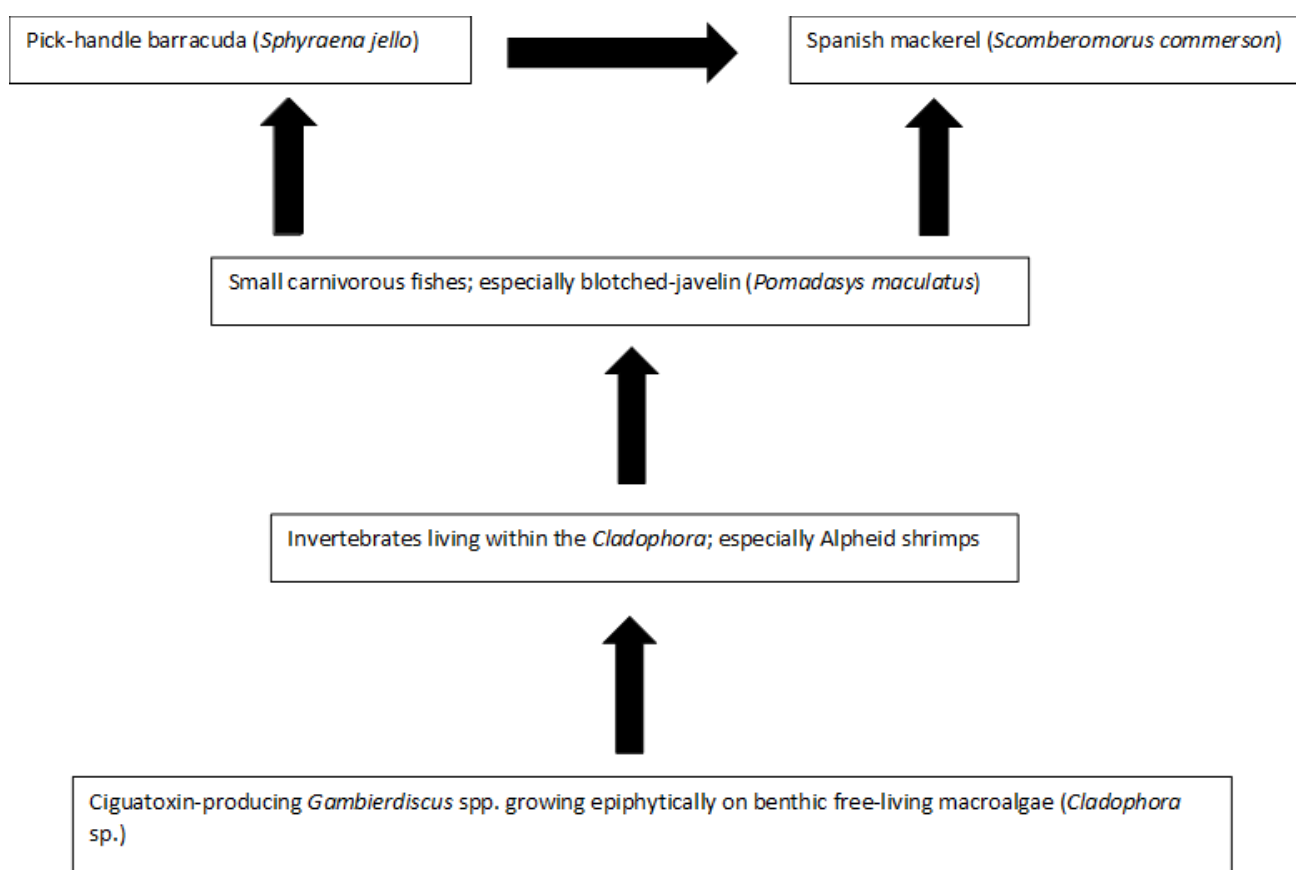 Pick-handle barracuda (Sphyraena jello)
Spanish mackerel (Scomberomorus commerson)
Small carnivorous fishes; especially blotched-javelin (Pomadasys maculatus)
Invertebrates living within the Cladophora; especially Alpheid shrimps
Ciguatoxin-producing Gambierdiscus spp. growing epiphytically on benthic free-living macroalgae (Cladophora
sp.)